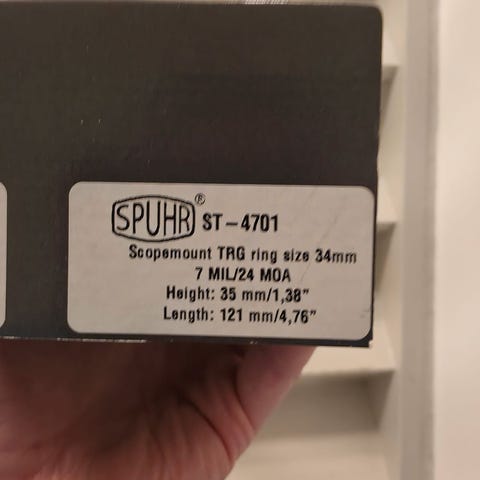 SPUHR® ST-4701
Scopemount TRG ring size 34mm
7 MIL/24 MOA
Height: 35 mm/1,38"
Length: 121 mm/4,76"